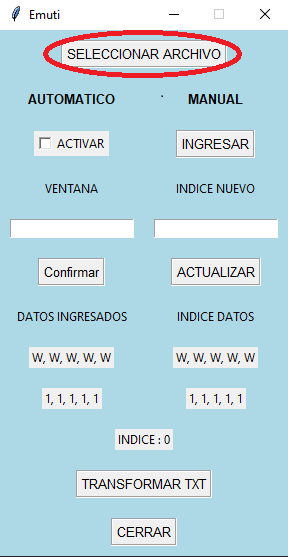 Emuti
SELECCIONAR ARCHIVO
AUTOMATICO
MANUAL
ACTIVAR
INGRESAR
VENTANA
INDICE NUEVO
Confirmar
ACTUALIZAR
DATOS INGRESADOS
INDICE DATOS
W, W, W, W, W
W, W, W, W, W
1, 1, 1, 1, 1
1, 1, 1, 1, 1
INDICE : 0
TRANSFORMAR TXT
CERRAR